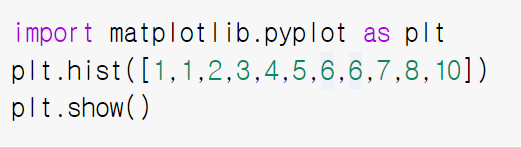 import matplotlib.pyplot as plt
plt.hist([1,1,2,3,4,5,6,6,7,8,10])
plt.show()